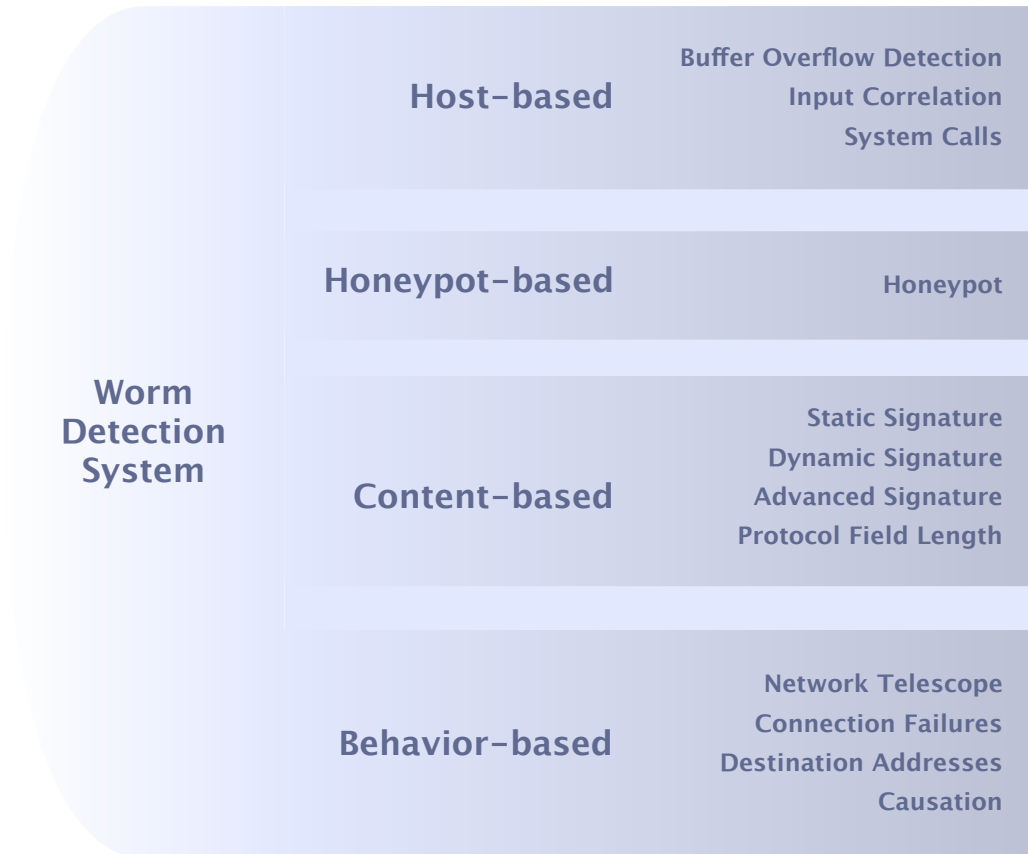 Worm
Detection
System
Host-based
Buffer Overflow Detection
Input Correlation
System Calls
Honeypot-based
Honeypot
Content-based
Static Signature
Dynamic Signature
Advanced Signature
Protocol Field Length
Behavior-based
Network Telescope
Connection Failures
Destination Addresses
Causation